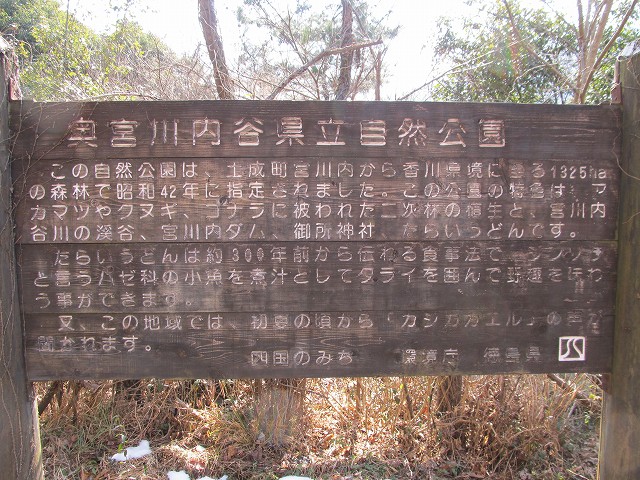 奥宮川内谷県立自然公園
この自然公園は、土成町宮川内から香川県境に至る1325ha
の森林で昭和42年に指定されました。この公園の特色は、ア
カマツやクヌギ、コナラに被われた二次林の植生と、宮川内
谷川の渓谷、宮川内ダム、御所神社、たらいうどんです。
たらいうどんは約300年前から伝わる食事法で、ジンゾク
と言うハゼ科の小魚を煮汁としてタライを囲んで野趣を味わ
う事ができます。
又、この地域では、初夏の頃から「カジカガエル」の声が
聞かれます。
四国のみち 環境庁 徳島県